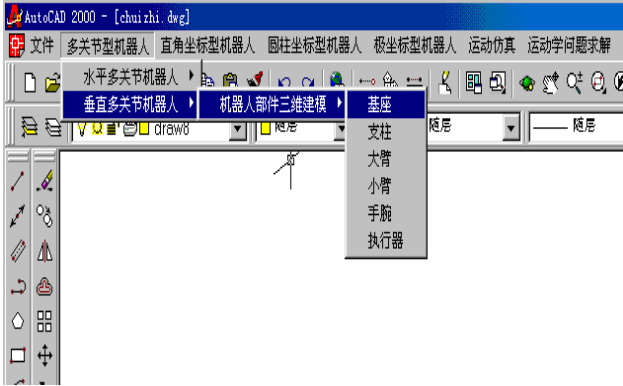 AutoCAD 2000 - [chuizhi.dwg]
文件 多关节型机器人 直角坐标型机器人 圆柱坐标型机器人 极坐标型机器人 运动仿真 运动学问题求解
水平多关节机器人
垂直多关节机器人 机器人部件三维建模 基座
draw8 随层 随层 随层
支柱
大臂
小臂
手腕
执行器